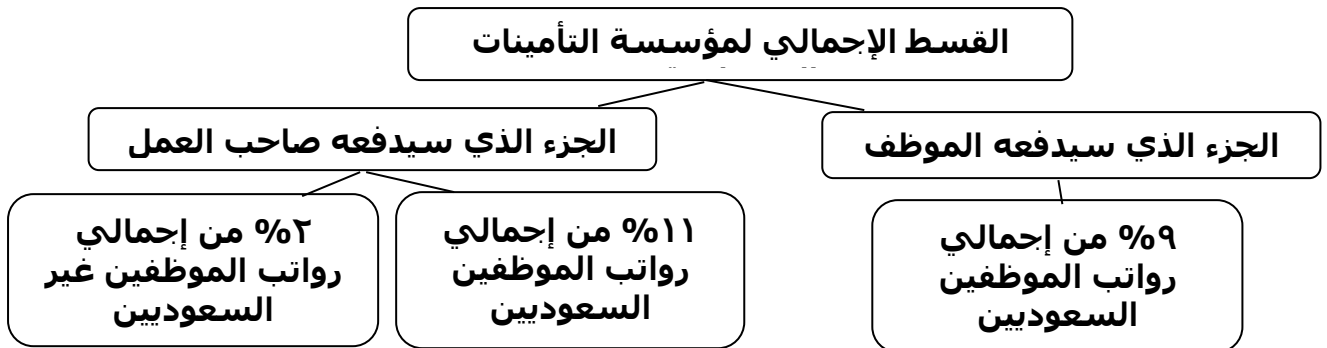 القسط الإجمالي لمؤسسة التأمينات
الجزء الذي سيدفعه الموظف
الجزء الذي سيدفعه صاحب العمل
٩% من إجمالي
رواتب الموظفين
السعوديين
١١% من إجمالي
رواتب الموظفين
السعوديين
٢% من إجمالي
رواتب الموظفين غير
السعوديين